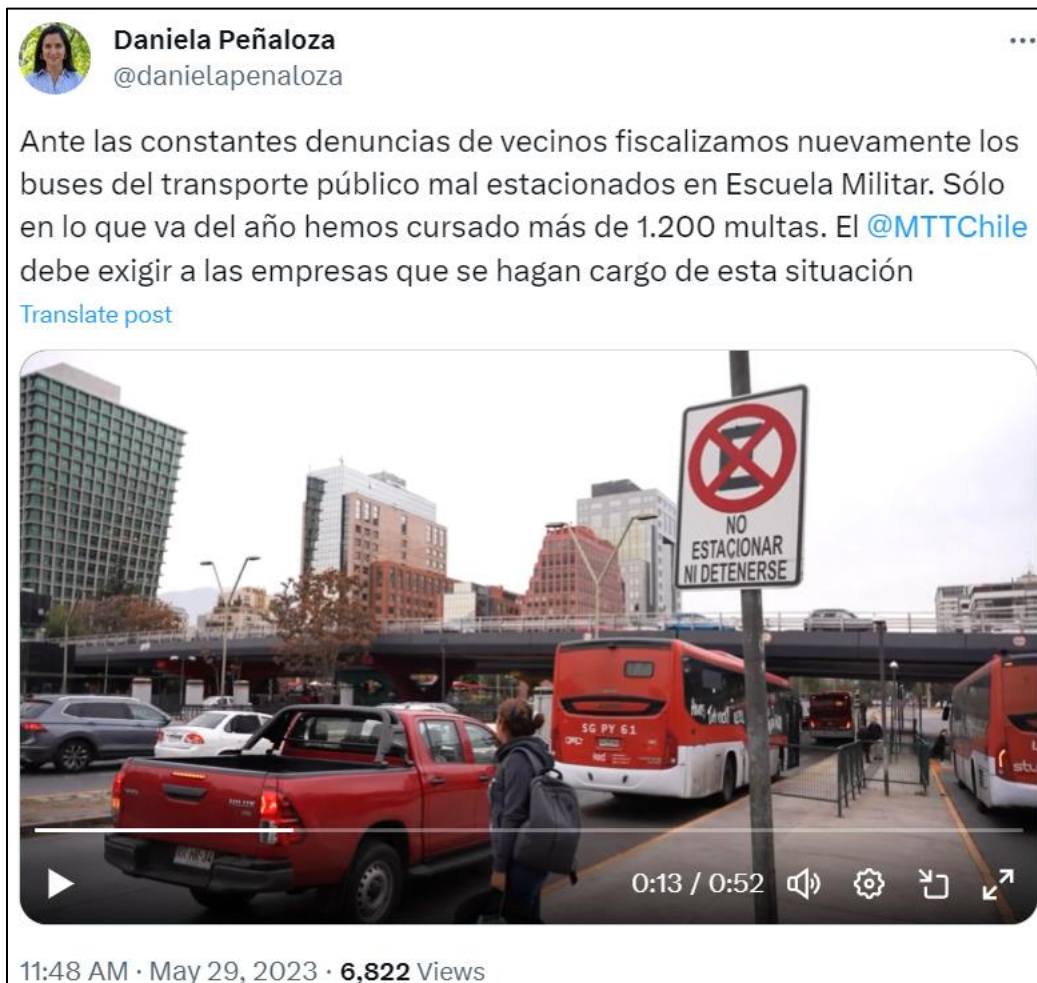 Daniela Peñaloza
@danielapenaloza
Ante las constantes denuncias de vecinos fiscalizamos nuevamente los
buses del transporte público mal estacionados en Escuela Militar. Sólo
en lo que va del año hemos cursado más de 1.200 multas. El @MTTChile
debe exigir a las empresas que se hagan cargo de esta situación
Translate post
NO
ESTACIONAR
NI DETENERSE
SG PY 61
red
HILUX
0:13 / 0:52
11:48 AM · May 29, 2023 · 6,822 Views